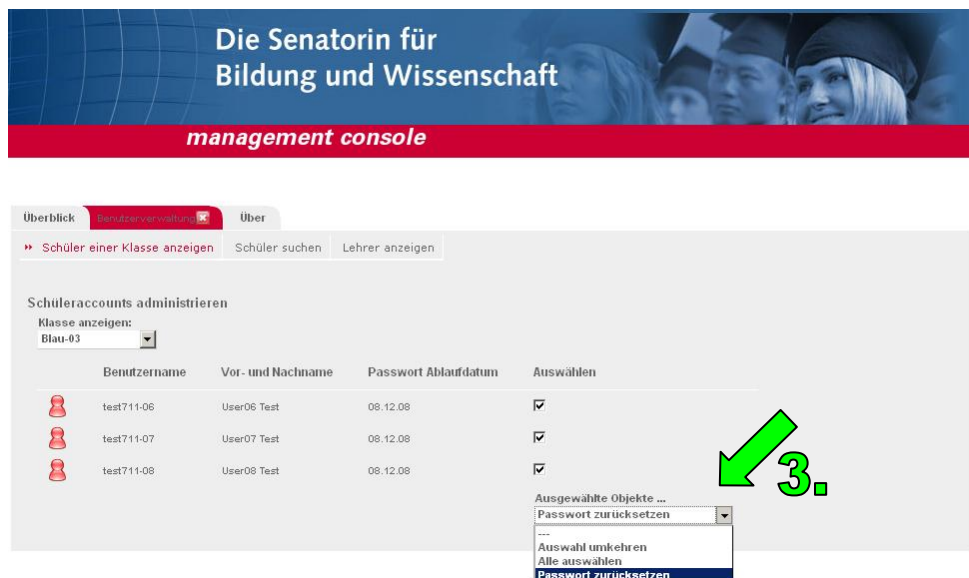 Die Senatorin für
Bildung und Wissenschaft
management console
Überblick Benutzerverwaltung Über
Schüler einer Klasse anzeigen Schüler suchen Lehrer anzeigen
Schüleraccounts administrieren
Klasse anzeigen:
Blau-03
Benutzername Vor- und Nachname Passwort Ablaufdatum Auswählen
test711-06 User06 Test 08.12.08
test711-07 User07 Test 08.12.08
test711-08 User08 Test 08.12.08
3.
Ausgewählte Objekte ...
Passwort zurücksetzen
---
Auswahl umkehren
Alle auswählen
Passwort zurücksetzen